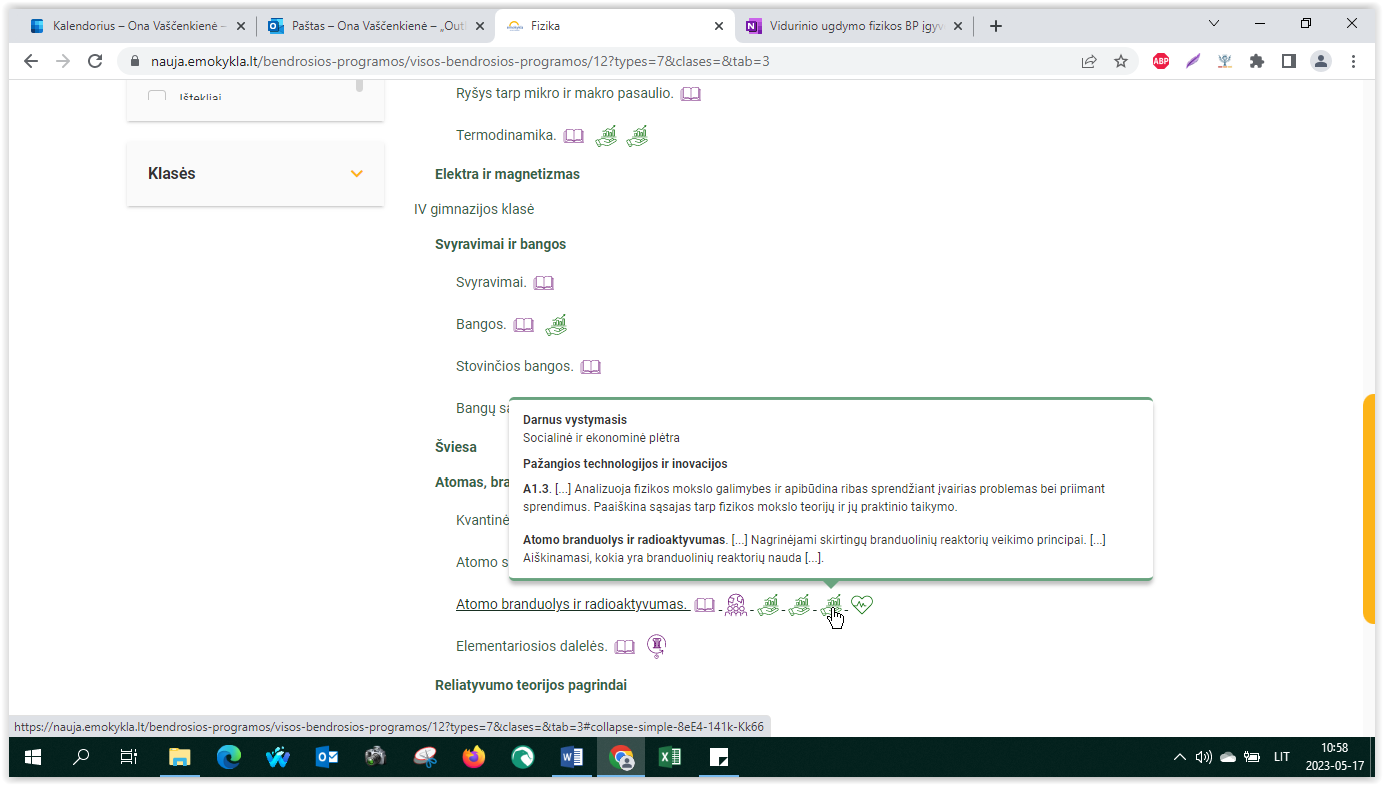 Kalendorius – Ona Vaščenkienė –
Paštas – Ona Vaščenkienė – „Outl
Fizika
Vidurinio ugdymo fizikos BP įgyv
nauja.emokykla.lt/bendrosios-programos/visos-bendrosios-programos/12?types=7&clases=&tab=3
ABP
Ištekliai
Klasės
Ryšys tarp mikro ir makro pasaulio.
Termodinamika.
Elektra ir magnetizmas
IV gimnazijos klasė
Svyravimai ir bangos
Svyravimai.
Bangos.
Stovinčios bangos.
Bangų są
Darnus vystymasis
Socialinė ir ekonominė plėtra
Pažangios technologijos ir inovacijos
A1.3. [...] Analizuoja fizikos mokslo galimybes ir apibūdina ribas sprendžiant įvairias problemas bei priimant
sprendimus. Paaiškina sąsajas tarp fizikos mokslo teorijų ir jų praktinio taikymo.
Atomo branduolys ir radioaktyvumas. [...] Nagrinėjami skirtingų branduolinių reaktorių veikimo principai. [...]
Aiškinamasi, kokia yra branduolinių reaktorių nauda [...].
Šviesa
Atomas, bra
Kvantinė
Atomo s
Atomo branduolys ir radioaktyvumas.
Elementariosios dalelės.
Reliatyvumo teorijos pagrindai
https://nauja.emokykla.lt/bendrosios-programos/visos-bendrosios-programos/12?types=7&clases=&tab=3#collapse-simple-8eE4-141k-Kk66
LIT
10:58
2023-05-17